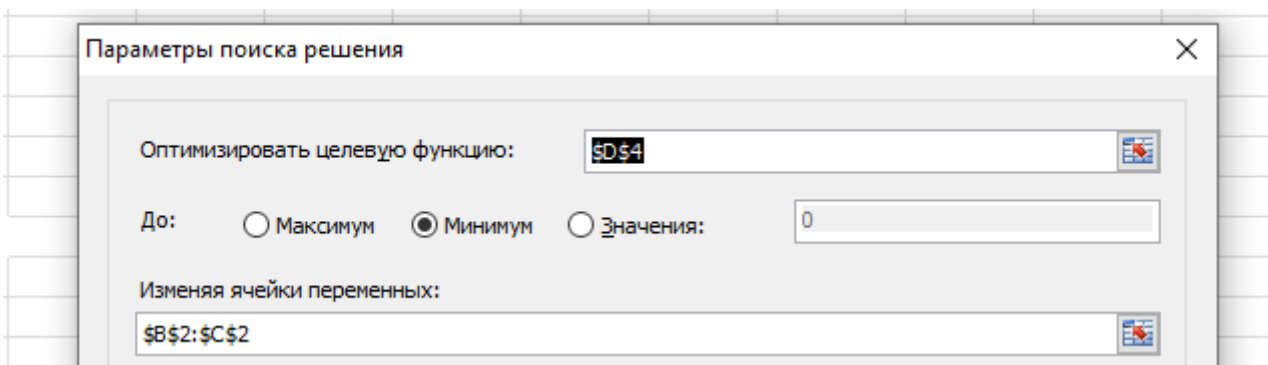 Параметры поиска решения
Оптимизировать целевую функцию: $D$4
До: Максимум Минимум Значения: 0
Изменяя ячейки переменных:
$B$2:$C$2